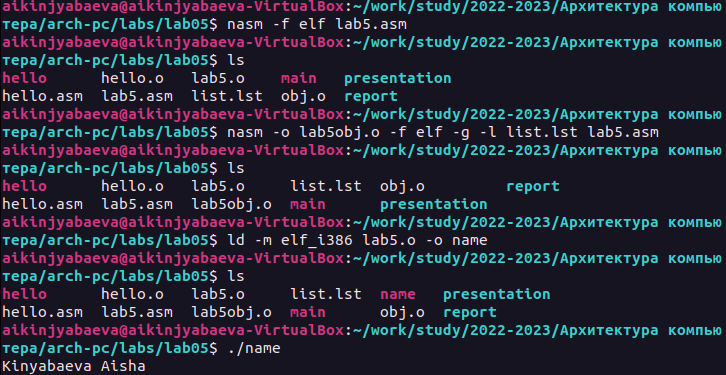 aikinjyabaeva@aikinjyabaeva-VirtualBox:~/work/study/2022-2023/Архитектура компью
тера/arch-pc/labs/lab05$ nasm -f elf lab5.asm
aikinjyabaeva@aikinjyabaeva-VirtualBox:~/work/study/2022-2023/Архитектура компью
тера/arch-pc/labs/lab05$ ls
hello      hello.o   lab5.o    main   presentation
hello.asm  lab5.asm  list.lst  obj.o  report
aikinjyabaeva@aikinjyabaeva-VirtualBox:~/work/study/2022-2023/Архитектура компью
тера/arch-pc/labs/lab05$ nasm -o lab5obj.o -f elf -g -l list.lst lab5.asm
aikinjyabaeva@aikinjyabaeva-VirtualBox:~/work/study/2022-2023/Архитектура компью
тера/arch-pc/labs/lab05$ ls
hello      hello.o   lab5.o     list.lst  obj.o         report
hello.asm  lab5.asm  lab5obj.o  main      presentation
aikinjyabaeva@aikinjyabaeva-VirtualBox:~/work/study/2022-2023/Архитектура компью
тера/arch-pc/labs/lab05$ ld -m elf_i386 lab5.o -o name
aikinjyabaeva@aikinjyabaeva-VirtualBox:~/work/study/2022-2023/Архитектура компью
тера/arch-pc/labs/lab05$ ls
hello      hello.o   lab5.o     list.lst  name   presentation
hello.asm  lab5.asm  lab5obj.o  main      obj.o  report
aikinjyabaeva@aikinjyabaeva-VirtualBox:~/work/study/2022-2023/Архитектура компью
тера/arch-pc/labs/lab05$ ./name
Kinyabaeva Aisha